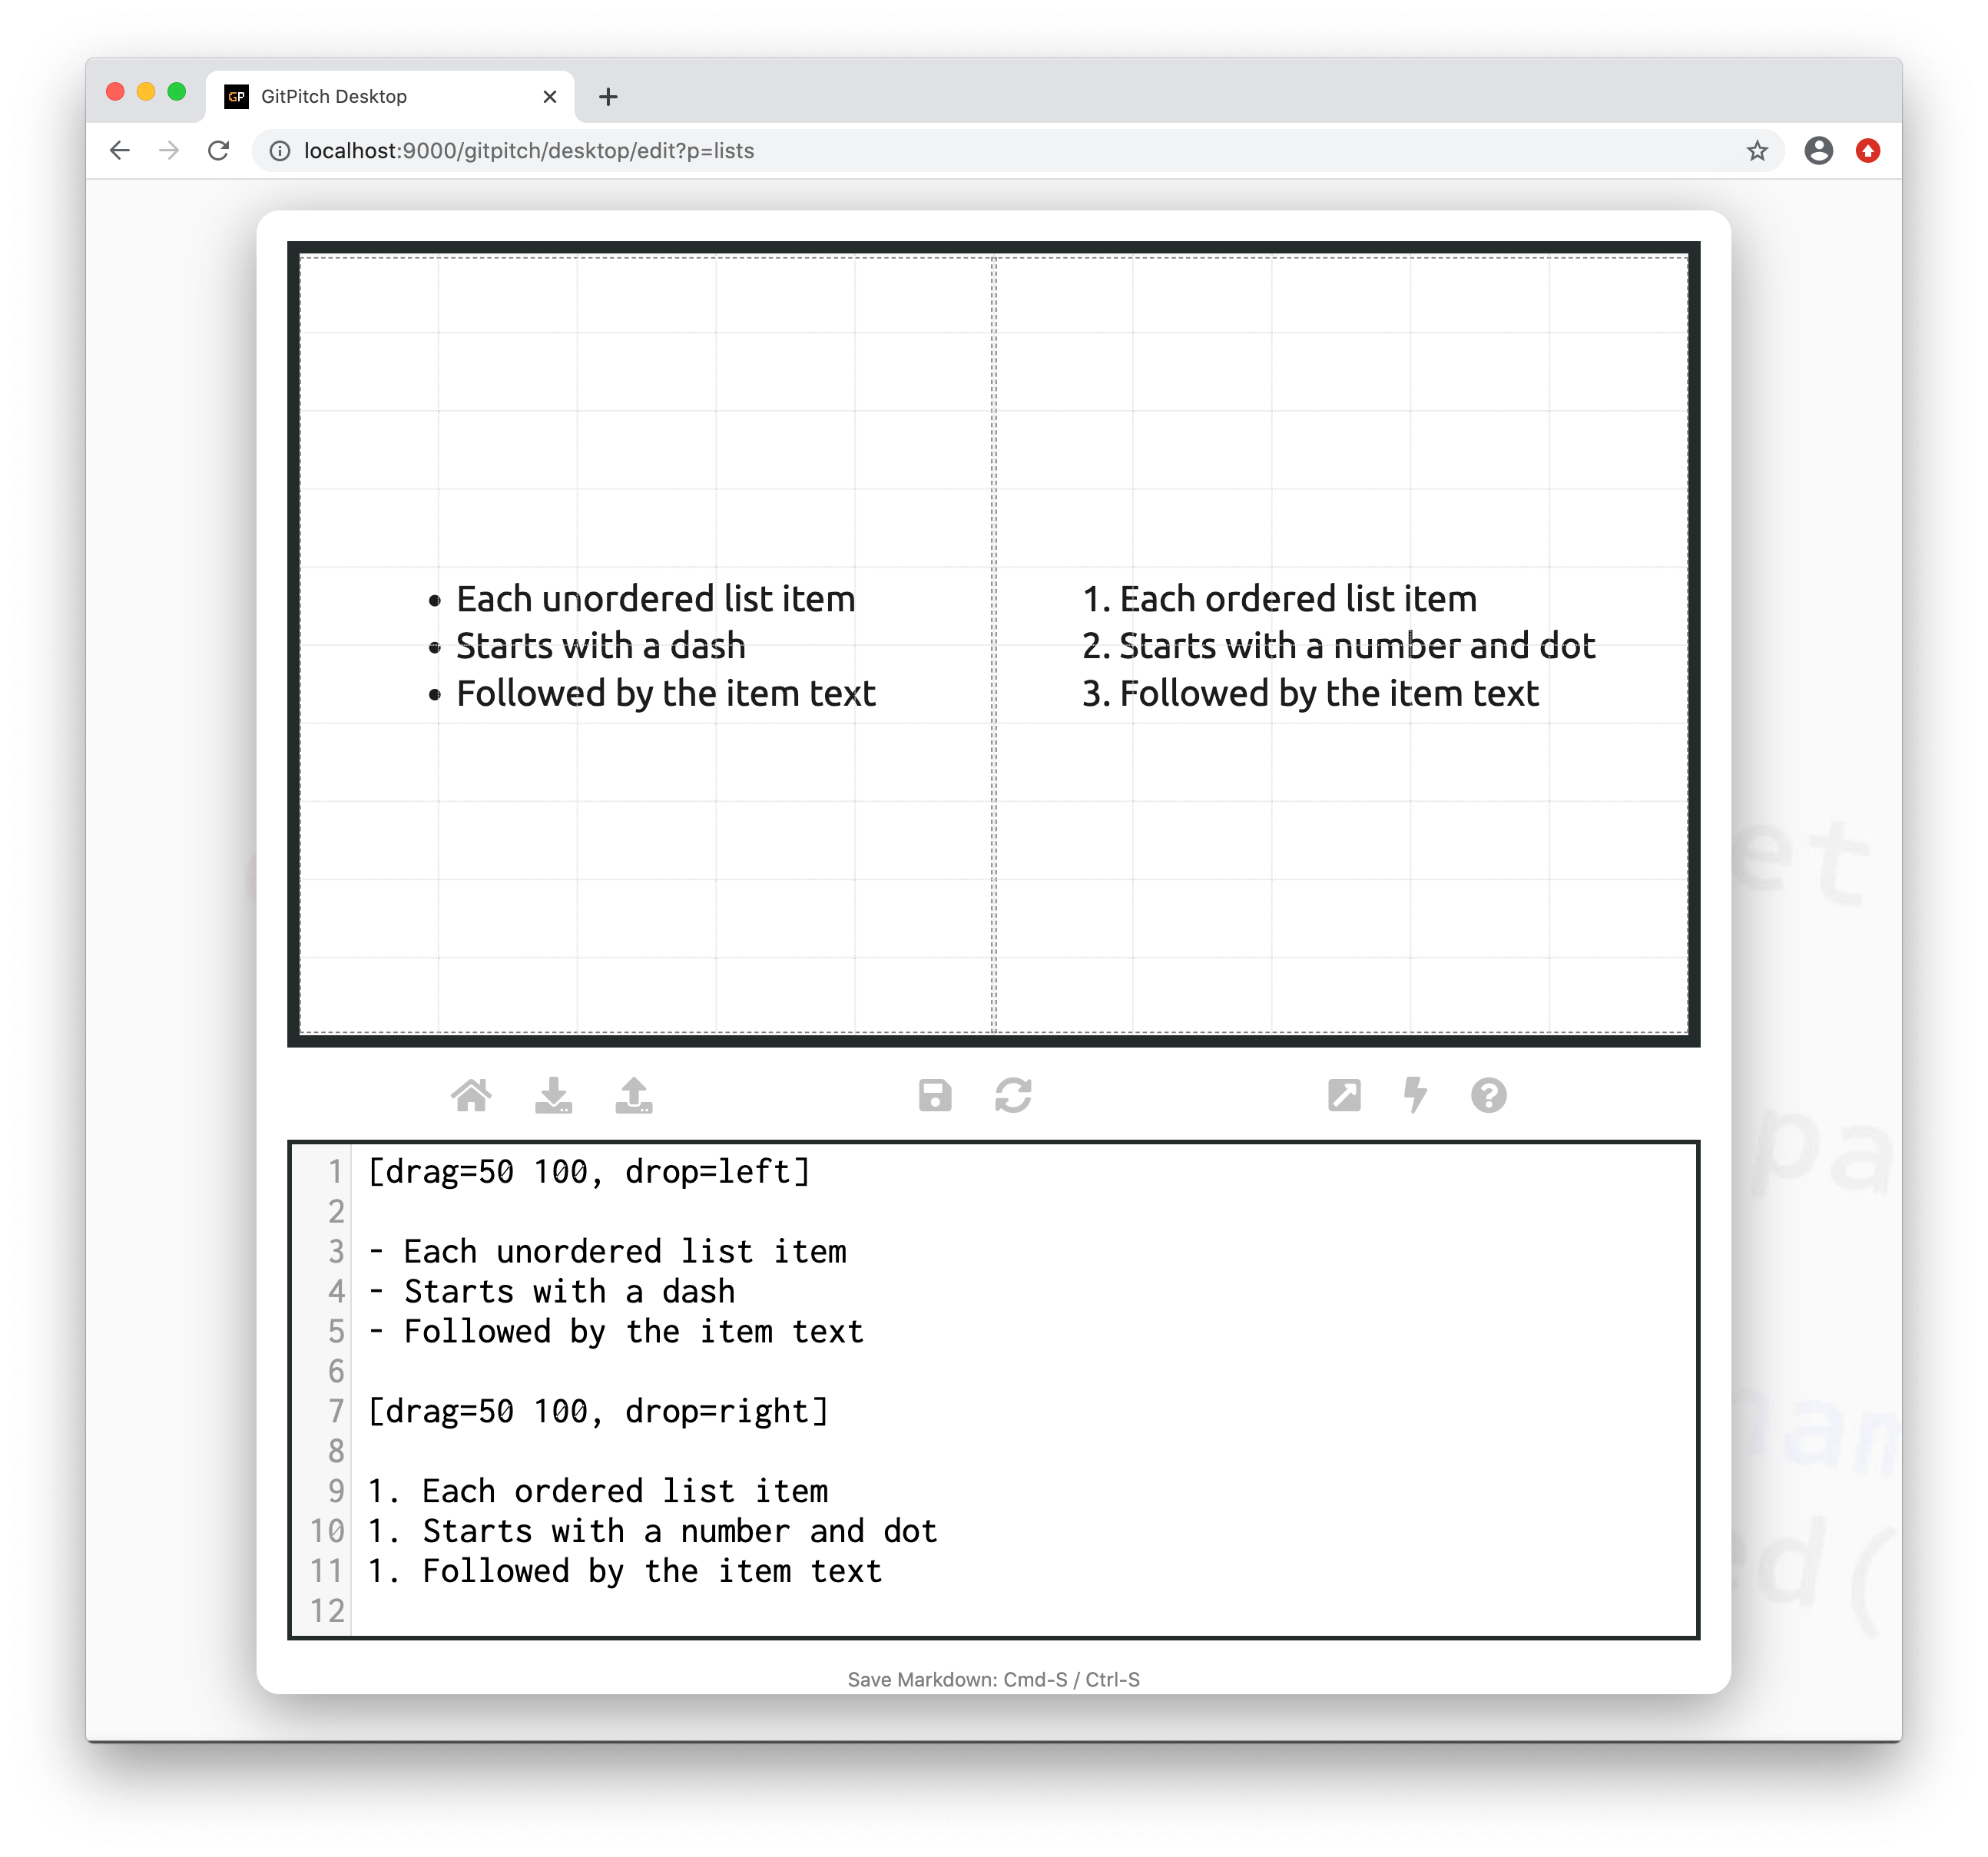 GP GitPitch Desktop
localhost:9000/gitpitch/desktop/edit?p=lists
• Each unordered list item
• Starts with a dash
• Followed by the item text
1. Each ordered list item
2. Starts with a number and dot
3. Followed by the item text
1 [drag=50 100, drop=left]
2
3 - Each unordered list item
4 - Starts with a dash
5 - Followed by the item text
6
7 [drag=50 100, drop=right]
8
9 1. Each ordered list item
10 1. Starts with a number and dot
11 1. Followed by the item text
12
Save Markdown: Cmd-S / Ctrl-S